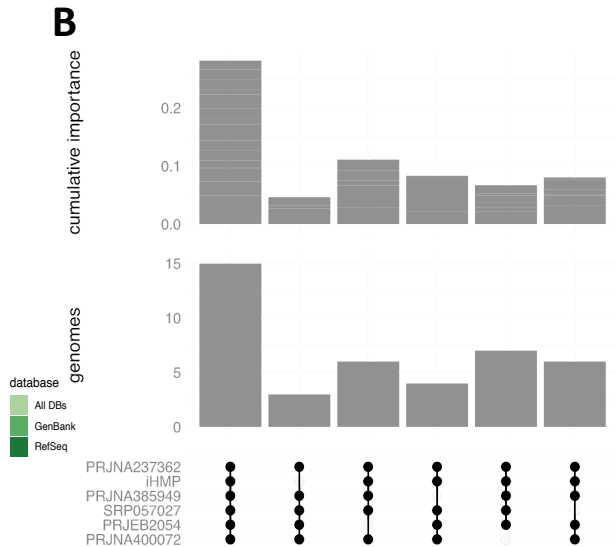 B
cumulative importance
0.2
0.1
0.0
genomes
15
10
5
0
database
All DBs
GenBank
RefSeq
PRJNA237362
iHMP
PRJNA385949
SRP057027
PRJEB2054
PRJNA400072